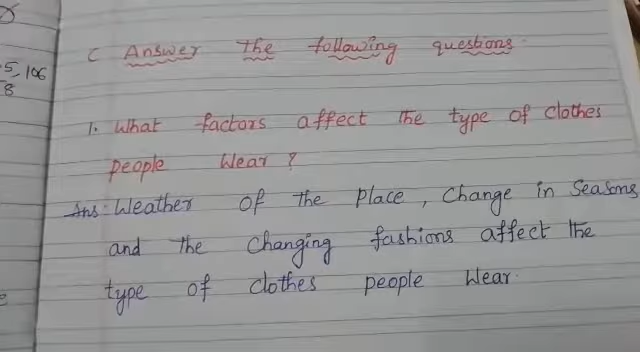 5, 106
8
C Answer the following questions.
1. What factors affect the type of clothes
people Wear ?
Ans: Weather of the Place, Change in Seasons
and the Changing fashions affect the
type of clothes people Wear.